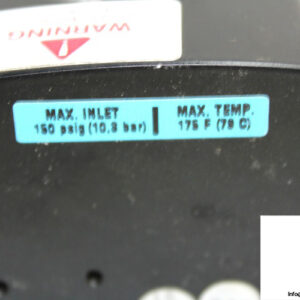 WARNING
MAX. INLET
150 psig (10,3 bar)
MAX. TEMP.
175 F (79 C)